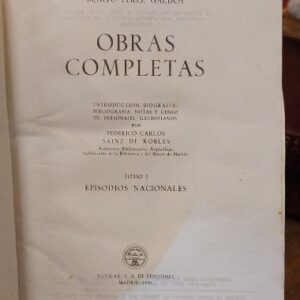 BENITO PEREZ GALDOS
OBRAS
COMPLETAS
INTRODUCCION, BIOGRAFIA,
BIBLIOGRAFIA, NOTAS Y CENSO
DE PERSONAJES GALDOSIANOS
por
FEDERICO CARLOS
SAINZ DE ROBLES
TOMO I
EPISODIOS NACIONALES
AGUILAR, S. A. DE EDICIONES